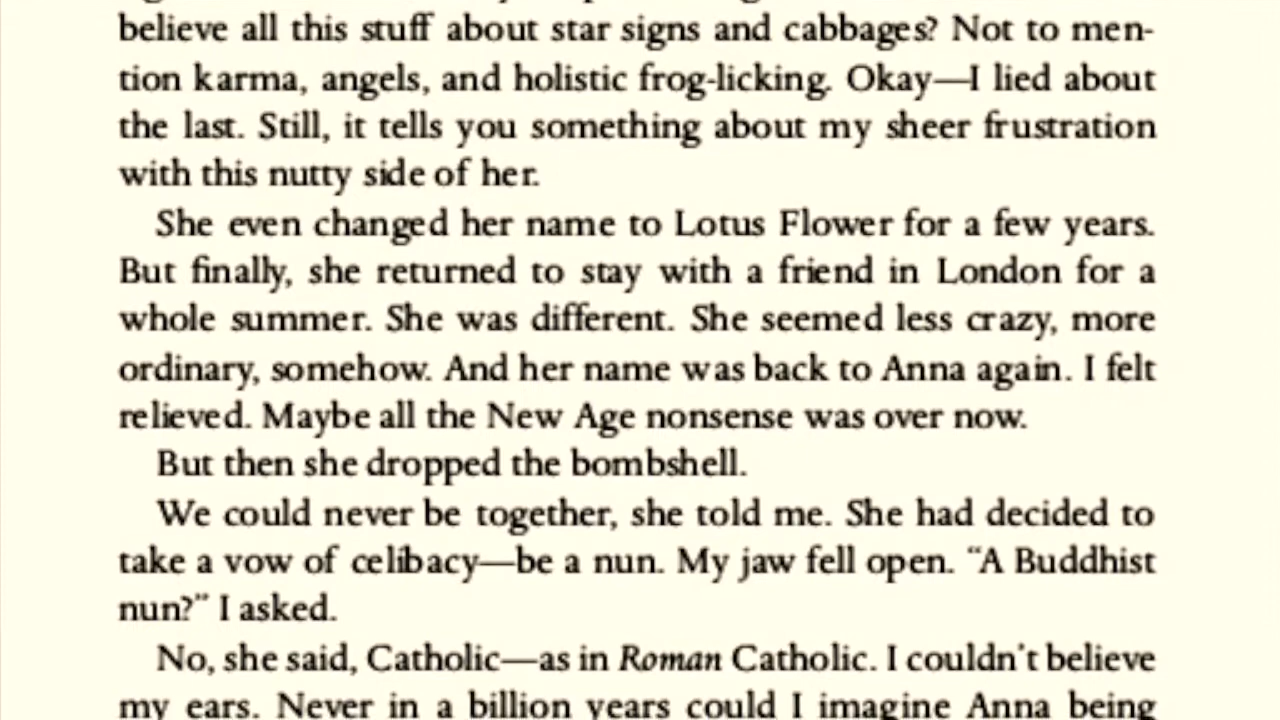 believe all this stuff about star signs and cabbages? Not to men-
tion karma, angels, and holistic frog-licking. Okay—I lied about
the last. Still, it tells you something about my sheer frustration
with this nutty side of her.
She even changed her name to Lotus Flower for a few years.
But finally, she returned to stay with a friend in London for a
whole summer. She was different. She seemed less crazy, more
ordinary, somehow. And her name was back to Anna again. I felt
relieved. Maybe all the New Age nonsense was over now.
But then she dropped the bombshell.
We could never be together, she told me. She had decided to
take a vow of celibacy—be a nun. My jaw fell open. "A Buddhist
nun?" I asked.
No, she said, Catholic—as in Roman Catholic. I couldn't believe
my ears. Never in a billion years could I imagine Anna being